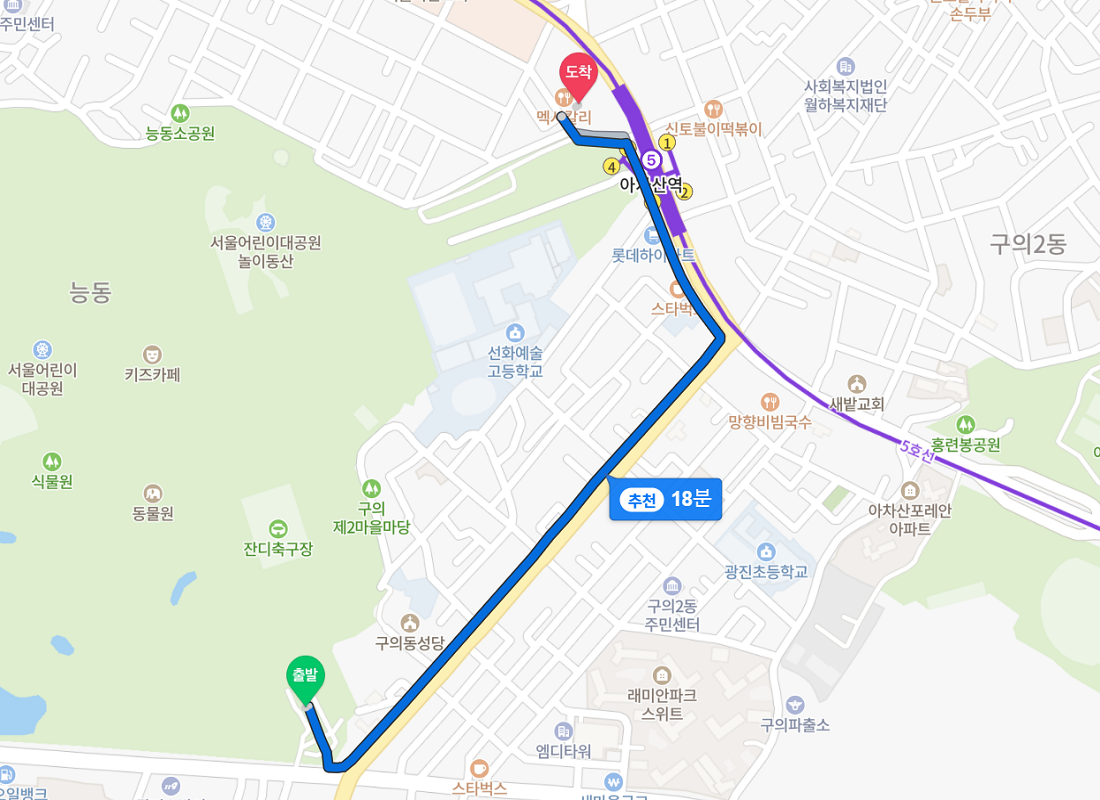 주민센터
손두부
도착
사회복지법인
월하복지재단
멕시칼리
신토불이떡볶이
능동소공원
1
5
4
아차산역
2
서울어린이대공원
놀이동산
구의2동
롯데하이마트
능동
스타벅스
선화예술
고등학교
서울어린이
대공원
키즈카페
새밭교회
망향비빔국수
홍련봉공원
5호선
식물원
동물원
구의
제2마을마당
추천 18분
아차산포레안
아파트
잔디축구장
광진초등학교
구의2동
주민센터
구의동성당
출발
래미안파크
스위트
구의파출소
엠디타워
스타벅스
오일뱅크
새마을금고